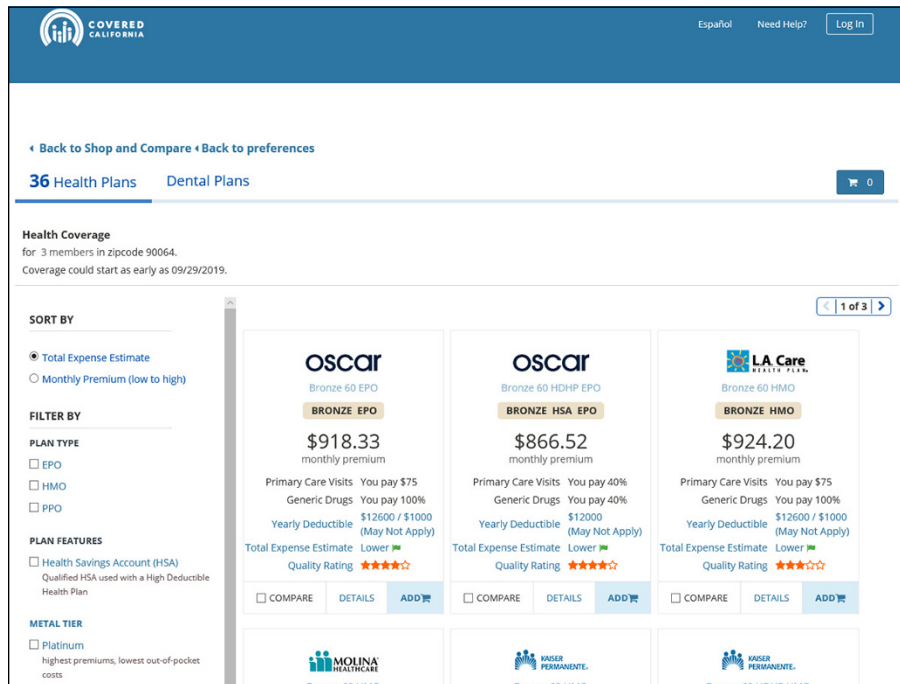 COVERED
CALIFORNIA
Español Need Help? Log In
Back to Shop and Compare Back to preferences
36 Health Plans Dental Plans 0
Health Coverage
for 3 members in zipcode 90064.
Coverage could start as early as 09/29/2019.
1 of 3
SORT BY
Total Expense Estimate
Monthly Premium (low to high)
FILTER BY
PLAN TYPE
EPO
HMO
PPO
PLAN FEATURES
Health Savings Account (HSA)
Qualified HSA used with a High Deductible
Health Plan
METAL TIER
Platinum
highest premiums, lowest out-of-pocket
costs
oscar
Bronze 60 EPO
BRONZE EPO
$918.33
monthly premium
Primary Care Visits You pay $75
Generic Drugs You pay 100%
Yearly Deductible $12600 / $1000
(May Not Apply)
Total Expense Estimate Lower
Quality Rating
COMPARE DETAILS ADD
oscar
Bronze 60 HDHP EPO
BRONZE HSA EPO
$866.52
monthly premium
Primary Care Visits You pay 40%
Generic Drugs You pay 40%
Yearly Deductible $12000
(May Not Apply)
Total Expense Estimate Lower
Quality Rating
COMPARE DETAILS ADD
L.A. Care
HEALTH PLAN
Bronze 60 HMO
BRONZE HMO
$924.20
monthly premium
Primary Care Visits You pay $75
Generic Drugs You pay 100%
Yearly Deductible $12600 / $1000
(May Not Apply)
Total Expense Estimate Lower
Quality Rating
COMPARE DETAILS ADD
MOLINA
HEALTHCARE
KAISER
PERMANENTE.
KAISER
PERMANENTE.